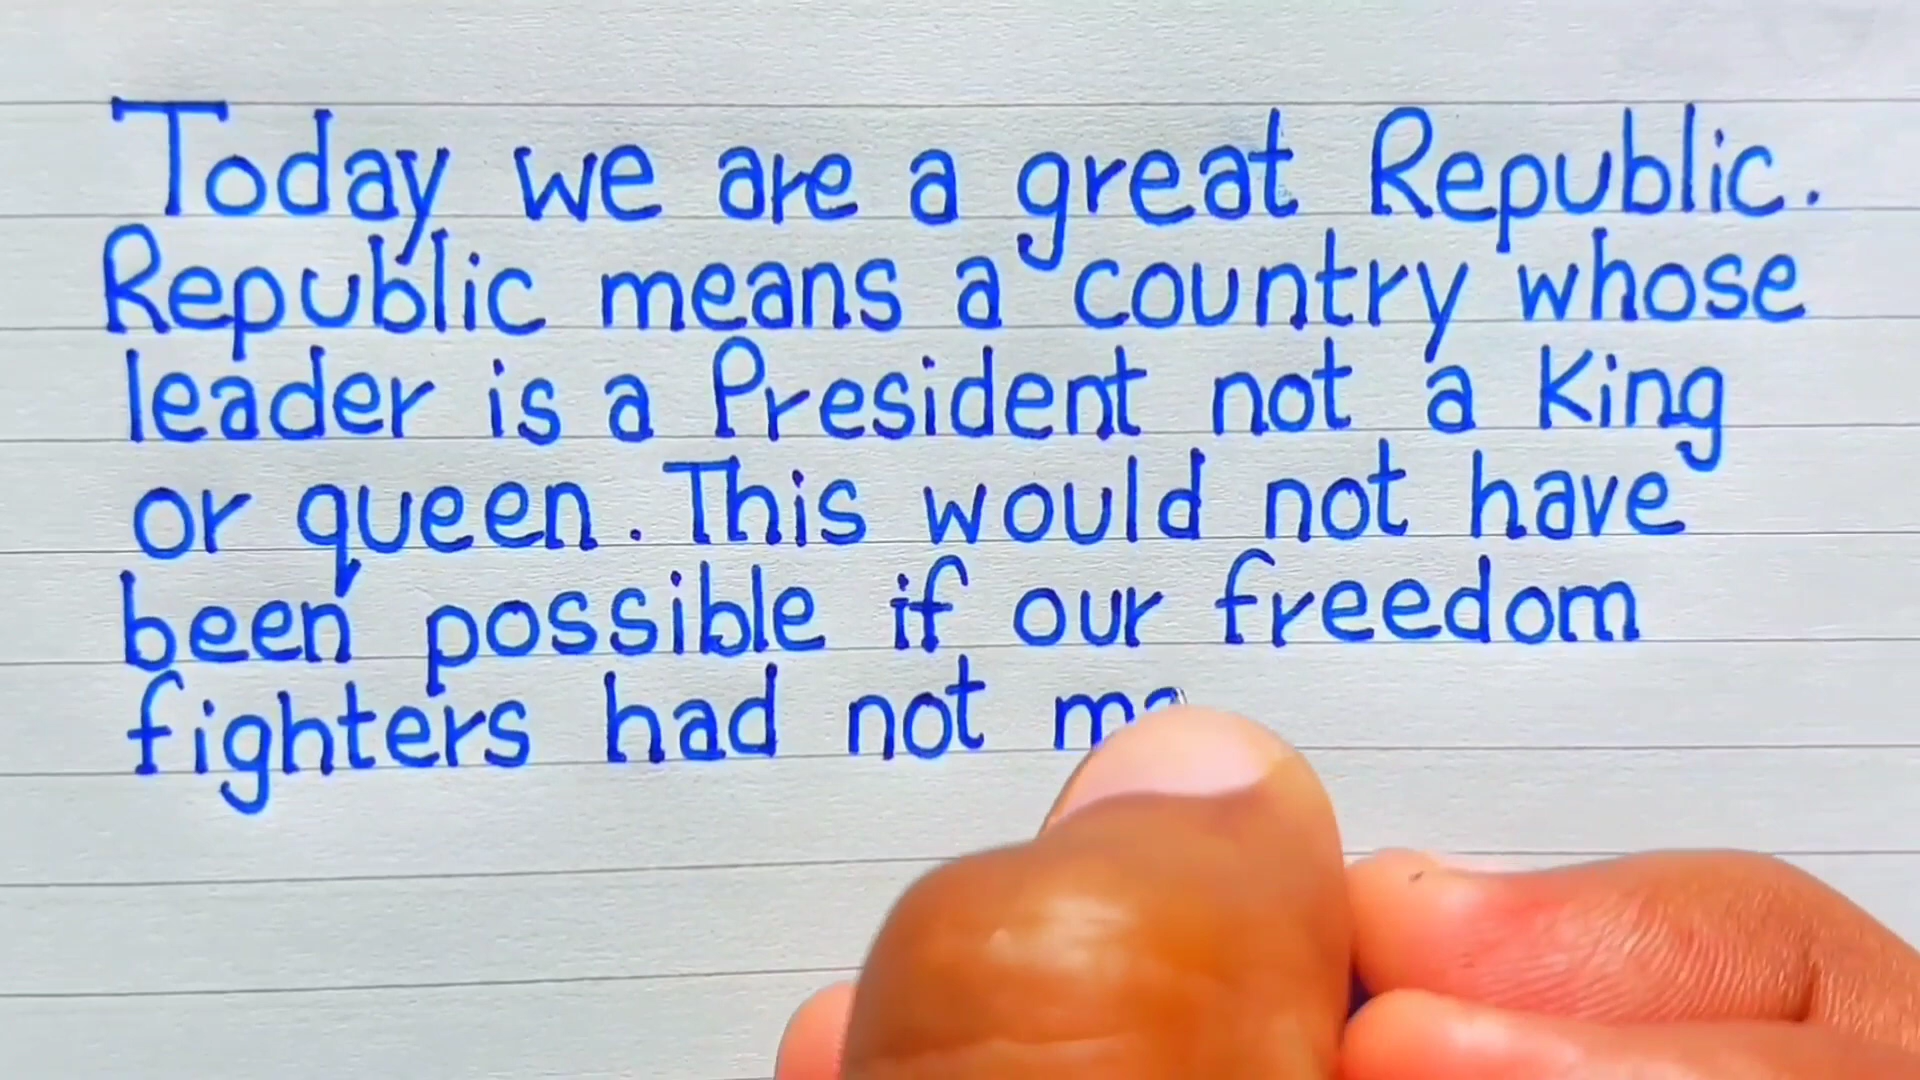 Today we are a great Republic.
Republic means a country whose
leader is a President not a King
or queen. This would not have
been possible if our freedom
fighters had not